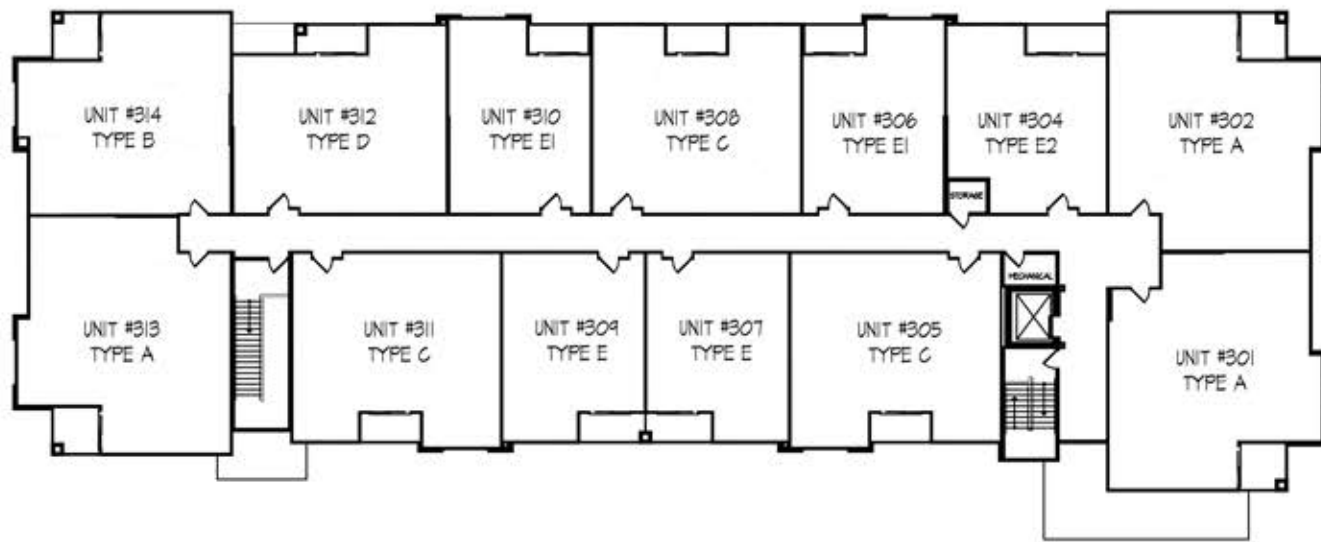 UNIT #314
TYPE B
UNIT #312
TYPE D
UNIT #310
TYPE E1
UNIT #308
TYPE C
UNIT #306
TYPE E1
UNIT #304
TYPE E2
UNIT #302
TYPE A
STORAGE
MECHANICAL
UNIT #313
TYPE A
UNIT #311
TYPE C
UNIT #309
TYPE E
UNIT #307
TYPE E
UNIT #305
TYPE C
UNIT #301
TYPE A